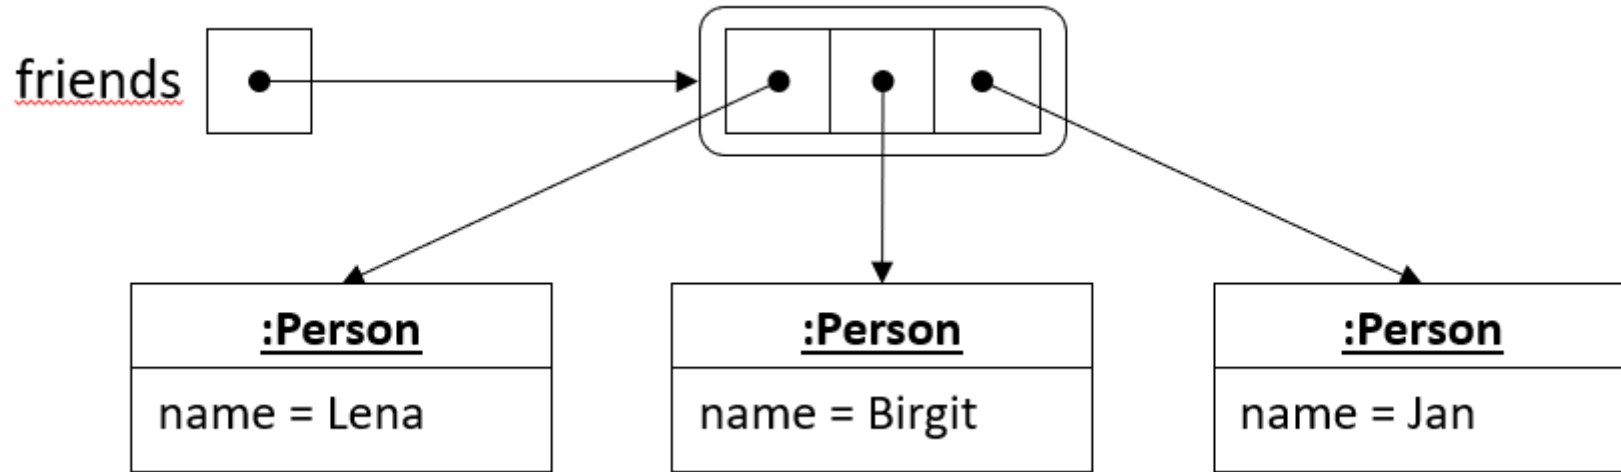 friends
:Person
:Person
:Person
name = Lena
name = Birgit
name = Jan